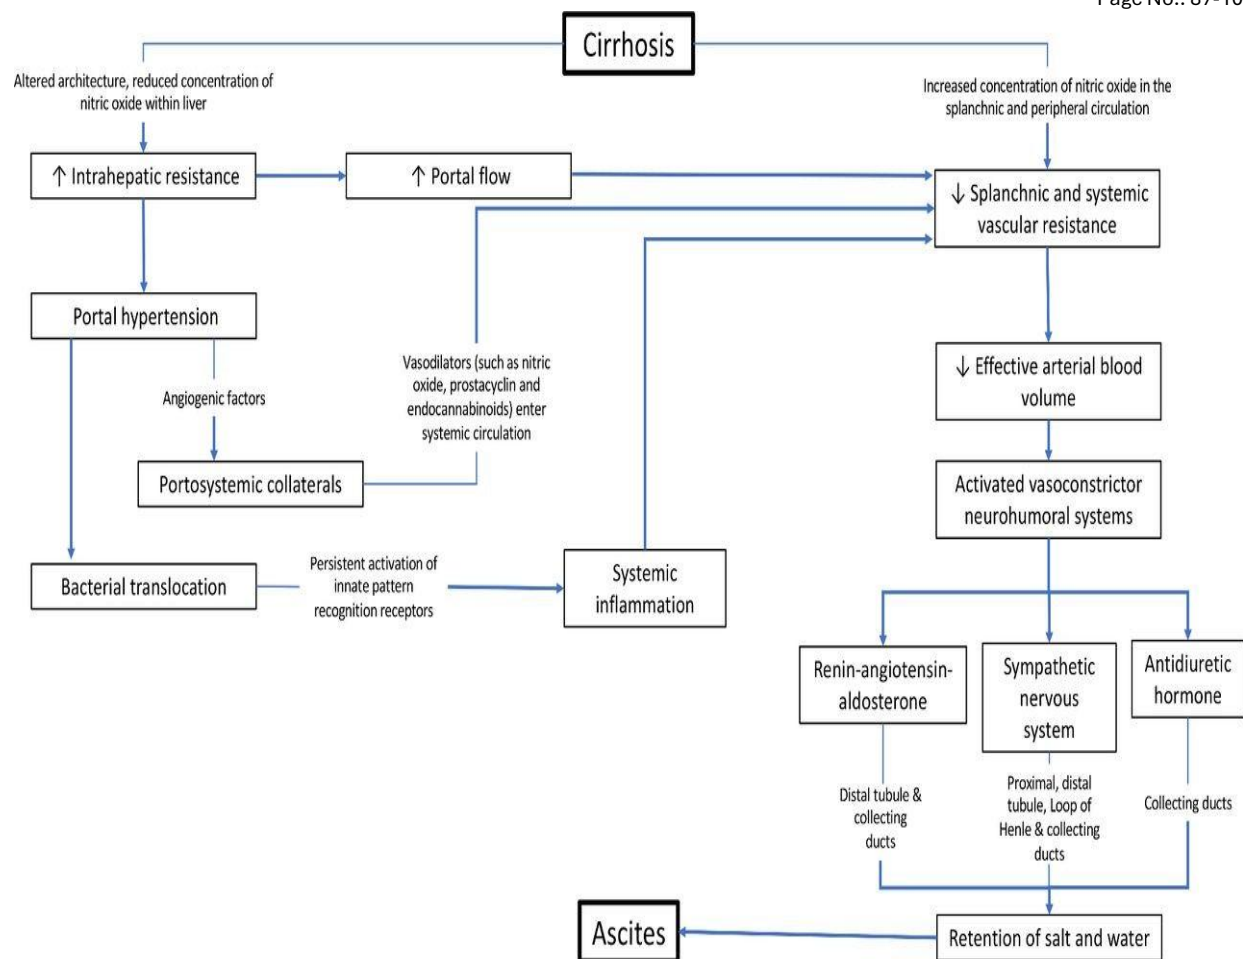 Page No.: 87-10
Cirrhosis
Altered architecture, reduced concentration of
nitric oxide within liver
Increased concentration of nitric oxide in the
splanchnic and peripheral circulation
↑ Intrahepatic resistance
↑ Portal flow
↓ Splanchnic and systemic
vascular resistance
Portal hypertension
Angiogenic factors
Vasodilators (such as nitric
oxide, prostacyclin and
endocannabinoids) enter
systemic circulation
↓ Effective arterial blood
volume
Portosystemic collaterals
Activated vasoconstrictor
neurohumoral systems
Bacterial translocation
Persistent activation of
innate pattern
recognition receptors
Systemic
inflammation
Renin-angiotensin-
aldosterone
Sympathetic
nervous
system
Antidiuretic
hormone
Distal tubule &
collecting
ducts
Proximal, distal
tubule, Loop of
Henle & collecting
ducts
Collecting ducts
Ascites
Retention of salt and water